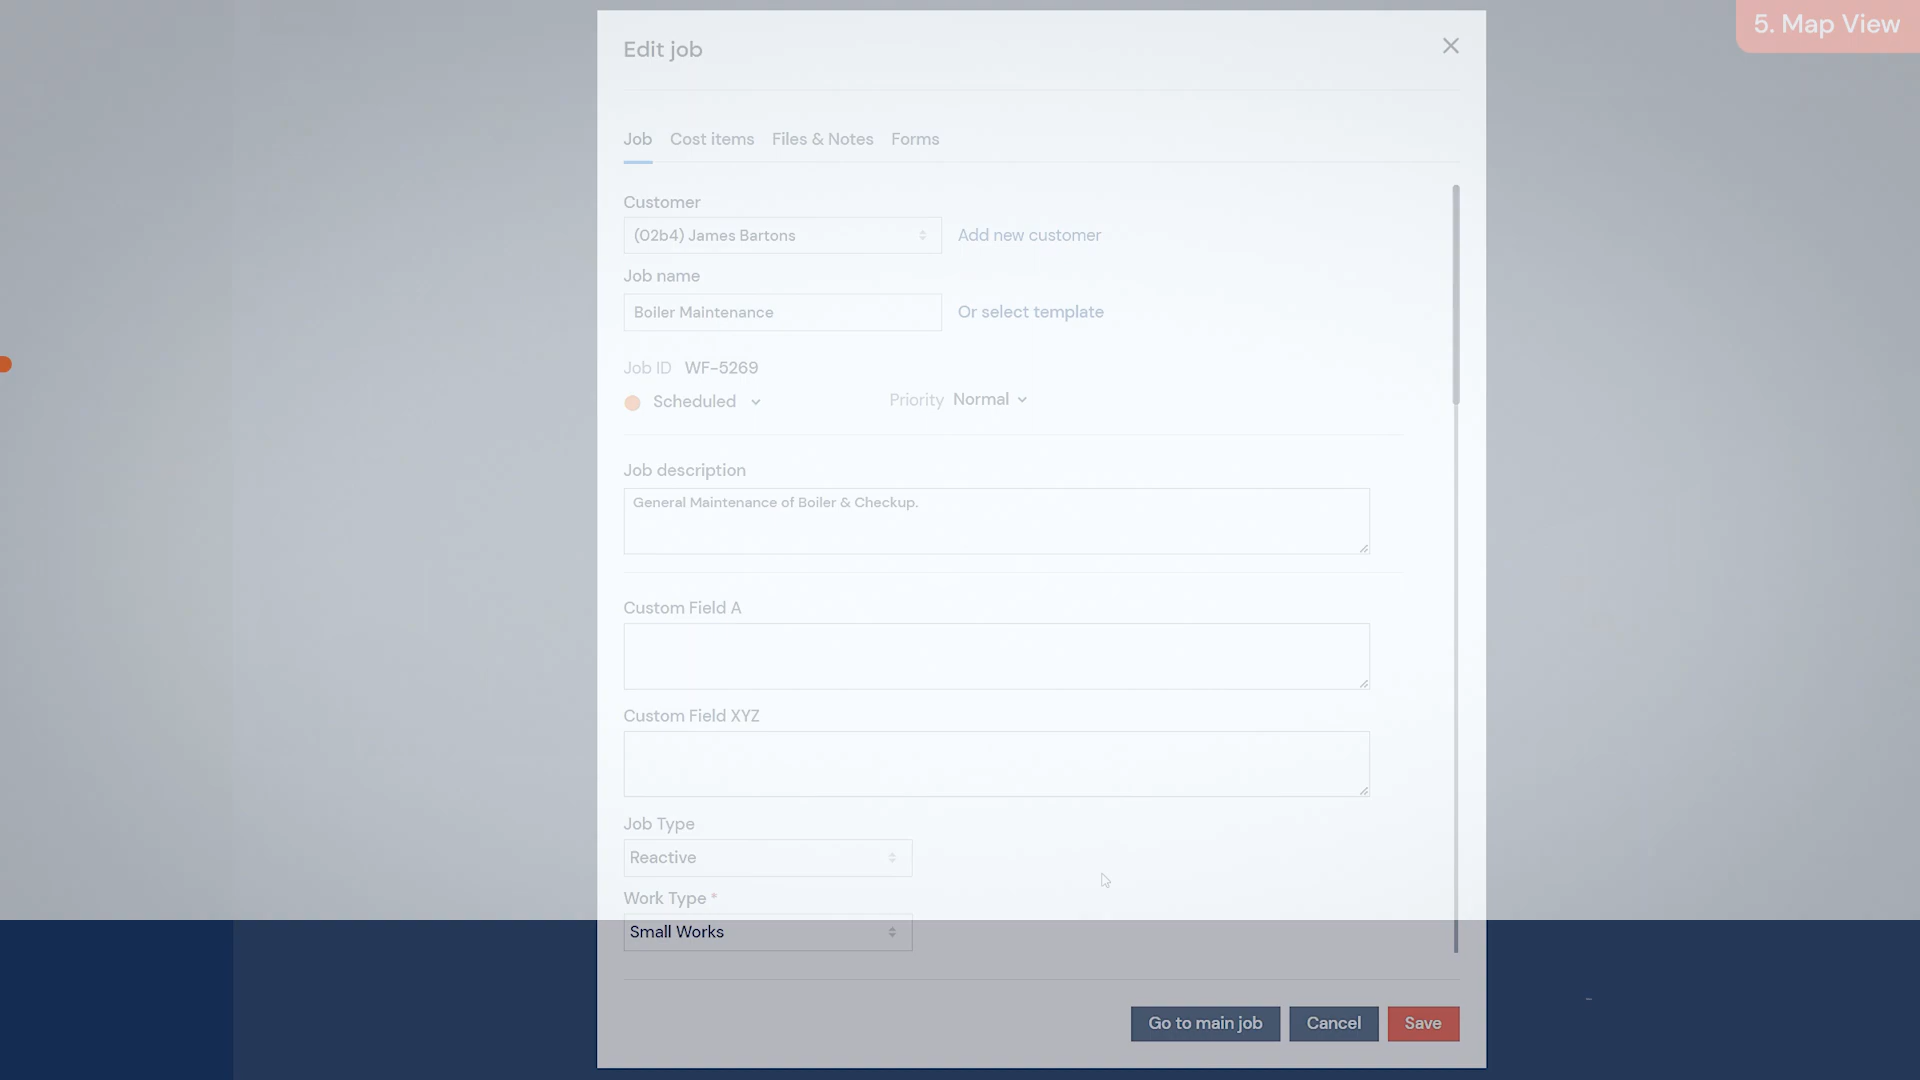 5. Map View
Edit job
Job Cost items Files & Notes Forms
Customer
(02b4) James Bartons Add new customer
Job name
Boiler Maintenance Or select template
Job ID WF-5269
Scheduled Priority Normal
Job description
General Maintenance of Boiler & Checkup.
Custom Field A
Custom Field XYZ
Job Type
Reactive
Work Type *
Small Works
Go to main job Cancel Save